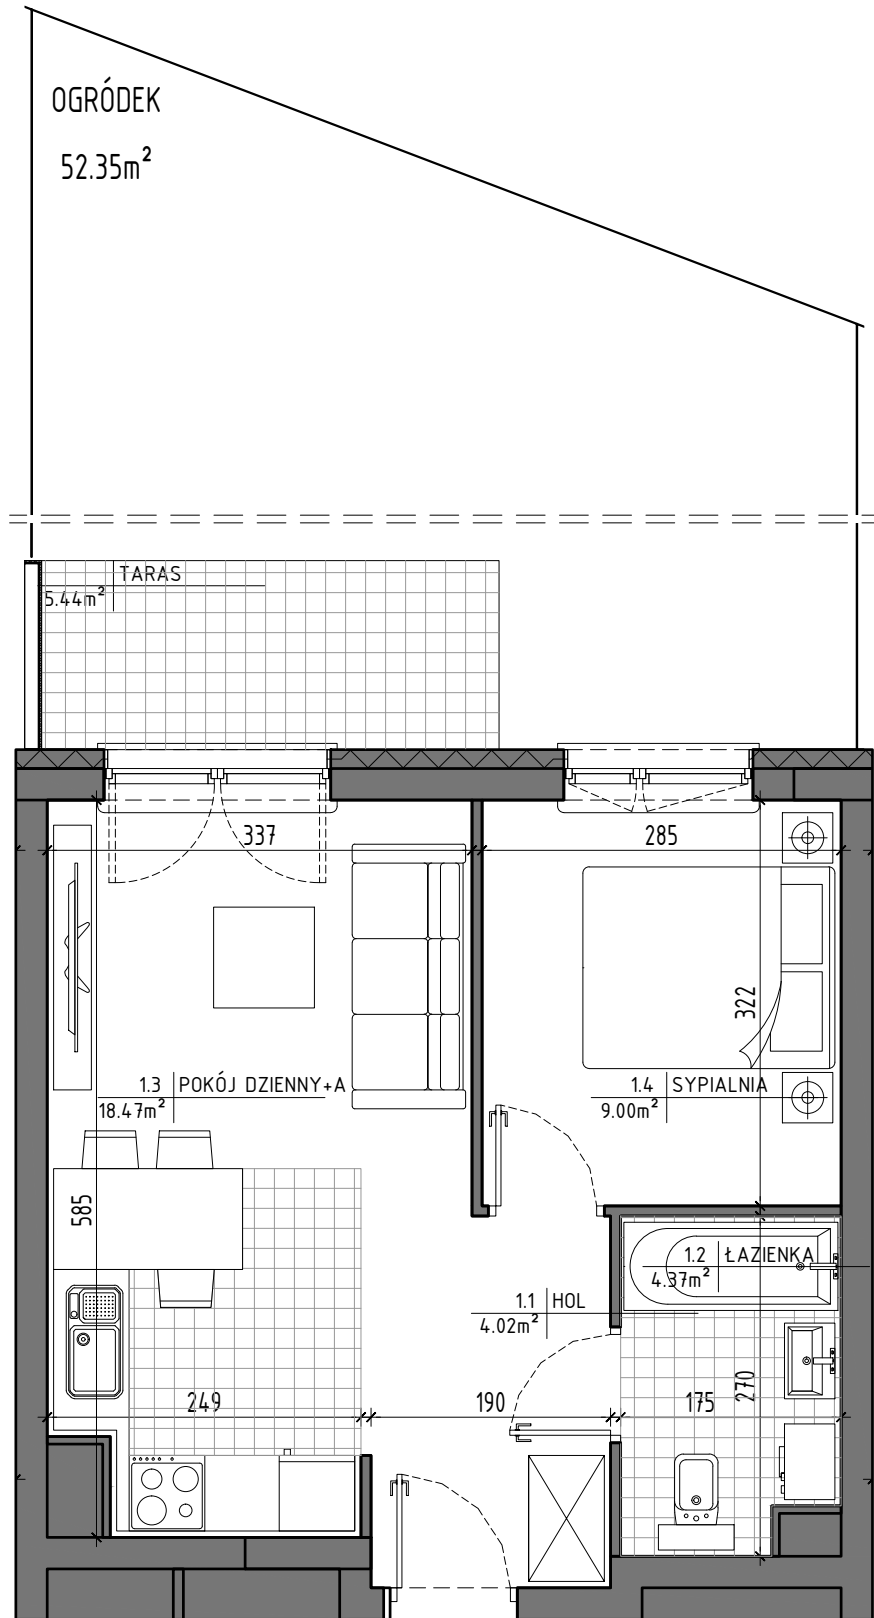 OGRÓDEK
52.35m²
TARAS
5.44m²
337
285
322
1.3 POKÓJ DZIENNY+A
18.47m²
1.4 SYPIALNIA
9.00m²
585
1.2 ŁAZIENKA
4.37m²
1.1 HOL
4.02m²
249
190
175
270